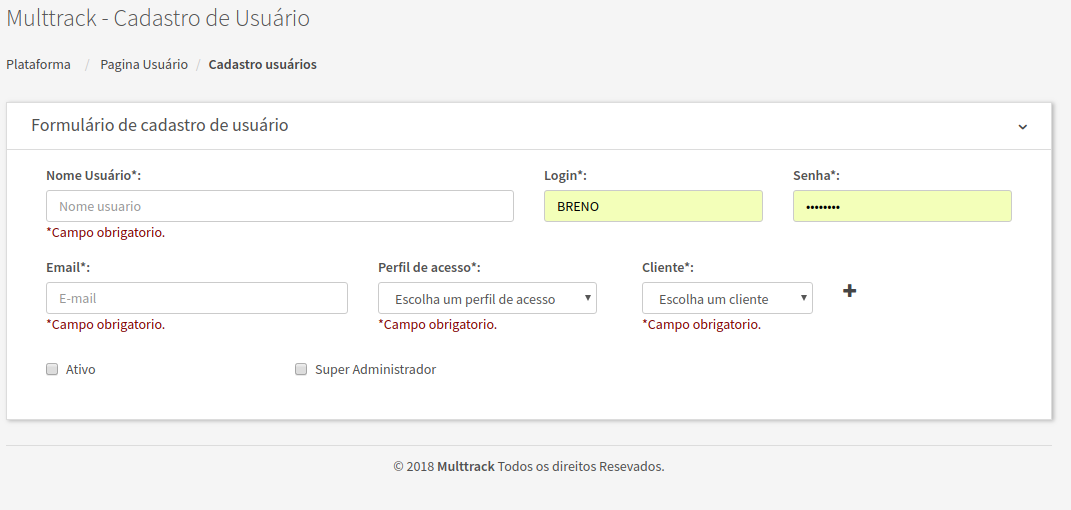 Multtrack - Cadastro de Usuário
Plataforma / Pagina Usuário / Cadastro usuários
Formulário de cadastro de usuário
Nome Usuário*: Login*: Senha*:
Nome usuario BRENO ••••••••
*Campo obrigatorio.
Email*: Perfil de acesso*: Cliente*:
E-mail Escolha um perfil de acesso Escolha um cliente
*Campo obrigatorio. *Campo obrigatorio. *Campo obrigatorio.
Ativo Super Administrador
© 2018 Multtrack Todos os direitos Resevados.